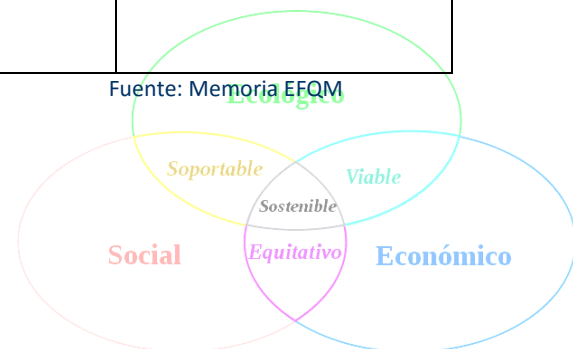 Fuente: Memoria EFQM
Ecológico
Soportable
Viable
Sostenible
Social
Equitativo
Económico